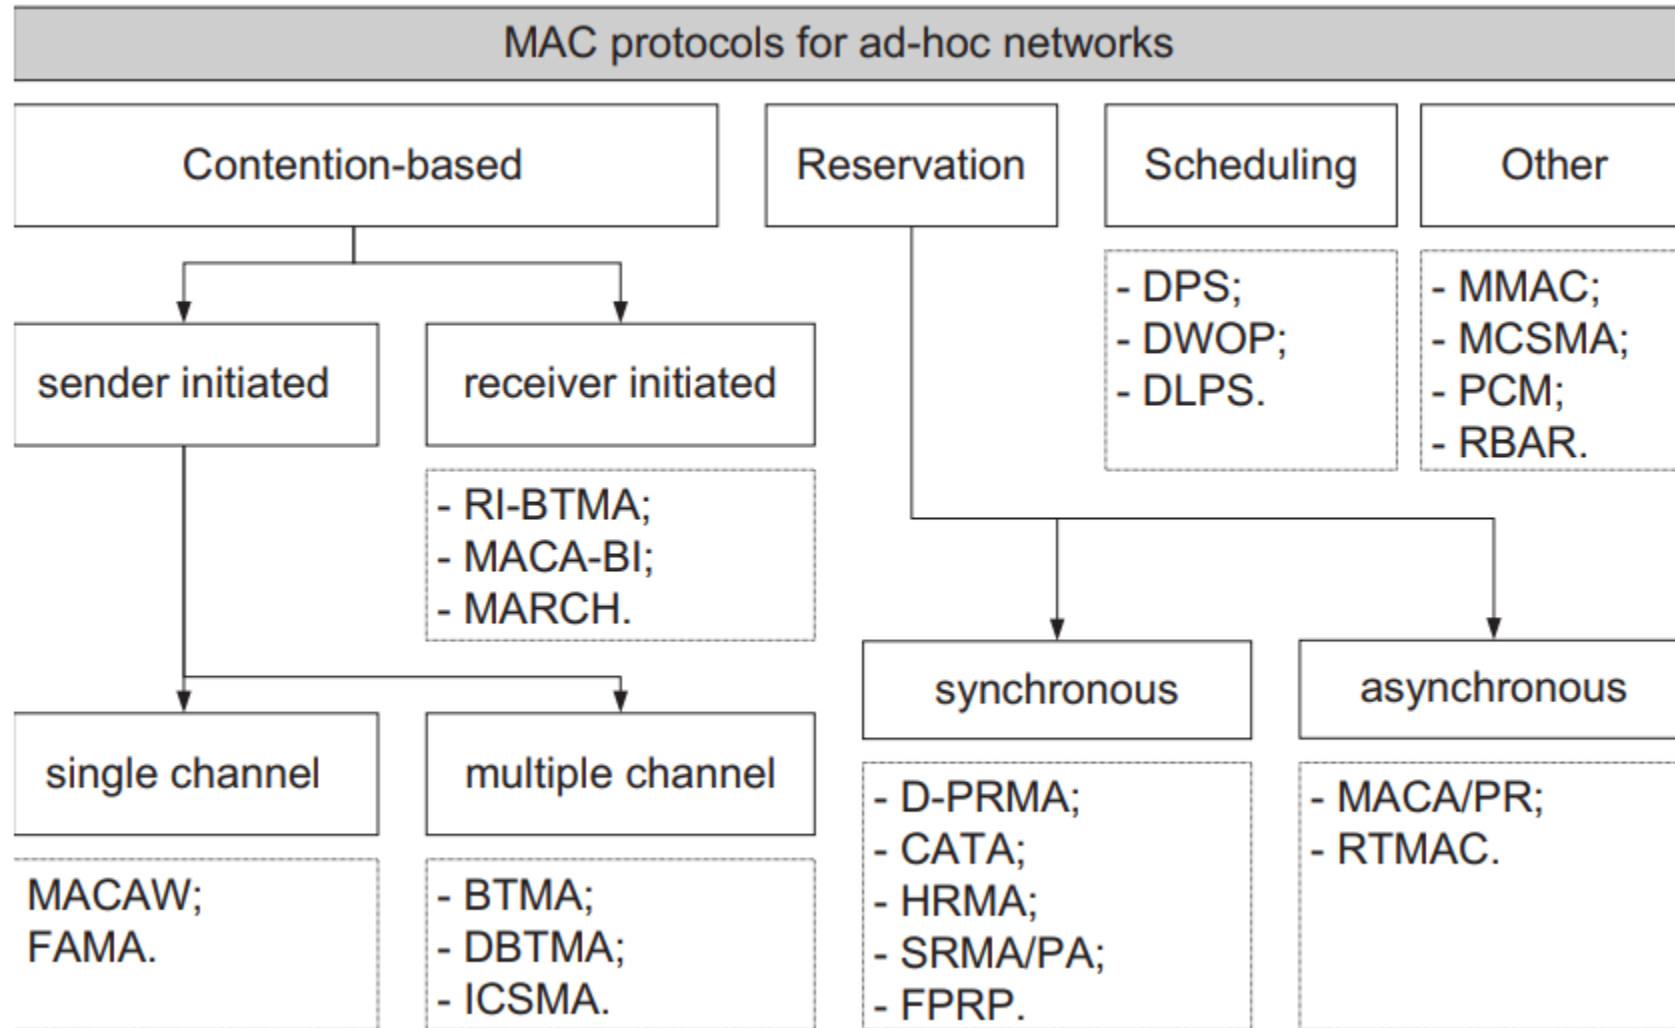 MAC protocols for ad-hoc networks
Contention-based
Reservation
Scheduling
Other
- DPS;
- DWOP;
- DLPS.
- MMAC;
- MCSMA;
- PCM;
- RBAR.
sender initiated
receiver initiated
- RI-BTMA;
- MACA-BI;
- MARCH.
synchronous
asynchronous
single channel
multiple channel
MACAW;
FAMA.
- BTMA;
- DBTMA;
- ICSMA.
- D-PRMA;
- CATA;
- HRMA;
- SRMA/PA;
- FPRP.
- MACA/PR;
- RTMAC.